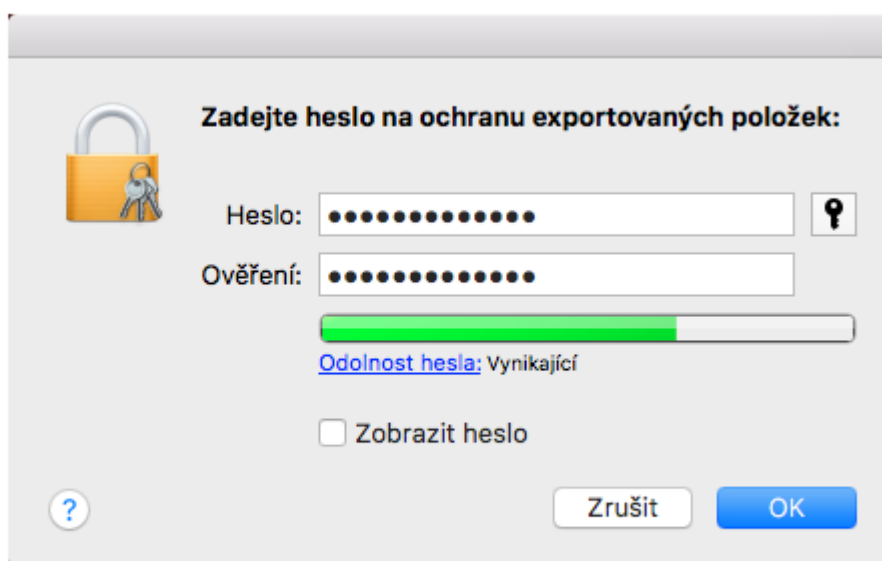 Zadejte heslo na ochranu exportovaných položek:
Heslo: •••••••••••••
Ověření: •••••••••••••
Odolnost hesla: Vynikající
Zobrazit heslo
? Zrušit OK